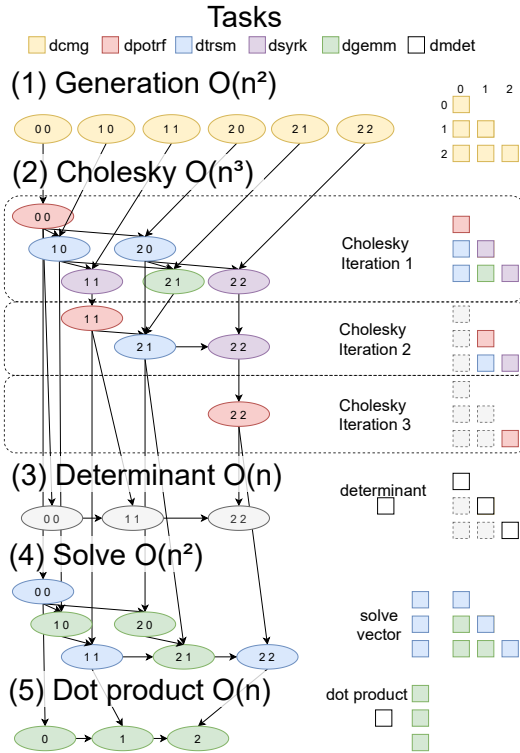 Tasks
dcmg dpotrf dtrsm dsyrk dgemm dmdet
(1) Generation O(n²)
0 1 2
0
1
2
0 0 1 0 1 1 2 0 2 1 2 2
(2) Cholesky O(n³)
0 0
1 0 2 0
Cholesky
Iteration 1
1 1 2 1 2 2
1 1
Cholesky
Iteration 2
2 1 2 2
Cholesky
Iteration 3
2 2
(3) Determinant O(n)
determinant
0 0 1 1 2 2
(4) Solve O(n²)
0 0
1 0 2 0
solve
vector
1 1 2 1 2 2
(5) Dot product O(n)
dot product
0 1 2